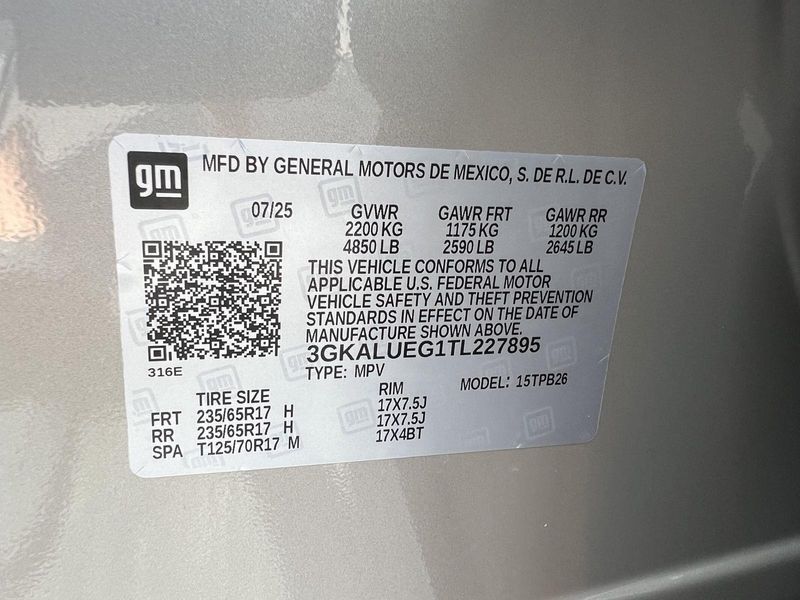 gm MFD BY GENERAL MOTORS DE MEXICO, S. DE R.L. DE C.V.
07/25 GVWR GAWR FRT GAWR RR
2200 KG 1175 KG 1200 KG
4850 LB 2590 LB 2645 LB
THIS VEHICLE CONFORMS TO ALL
APPLICABLE U.S. FEDERAL MOTOR
VEHICLE SAFETY AND THEFT PREVENTION
STANDARDS IN EFFECT ON THE DATE OF
MANUFACTURE SHOWN ABOVE.
3GKALUEG1TL227895
316E
TYPE: MPV MODEL: 15TPB26
TIRE SIZE RIM
FRT 235/65R17 H 17X7.5J
RR 235/65R17 H 17X7.5J
SPA T125/70R17 M 17X4BT